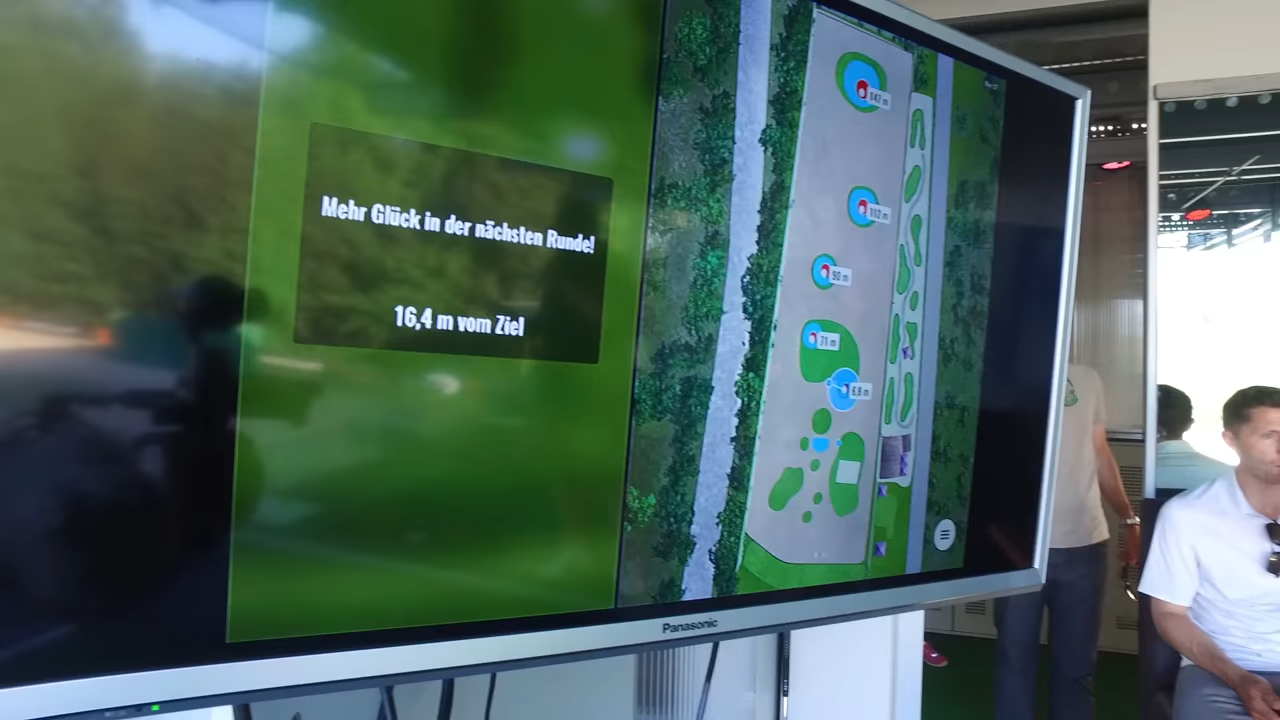 Mehr Glück in der nächsten Runde!
16,4 m vom Ziel
147 m
112 m
90 m
71 m
6,8 m
Panasonic